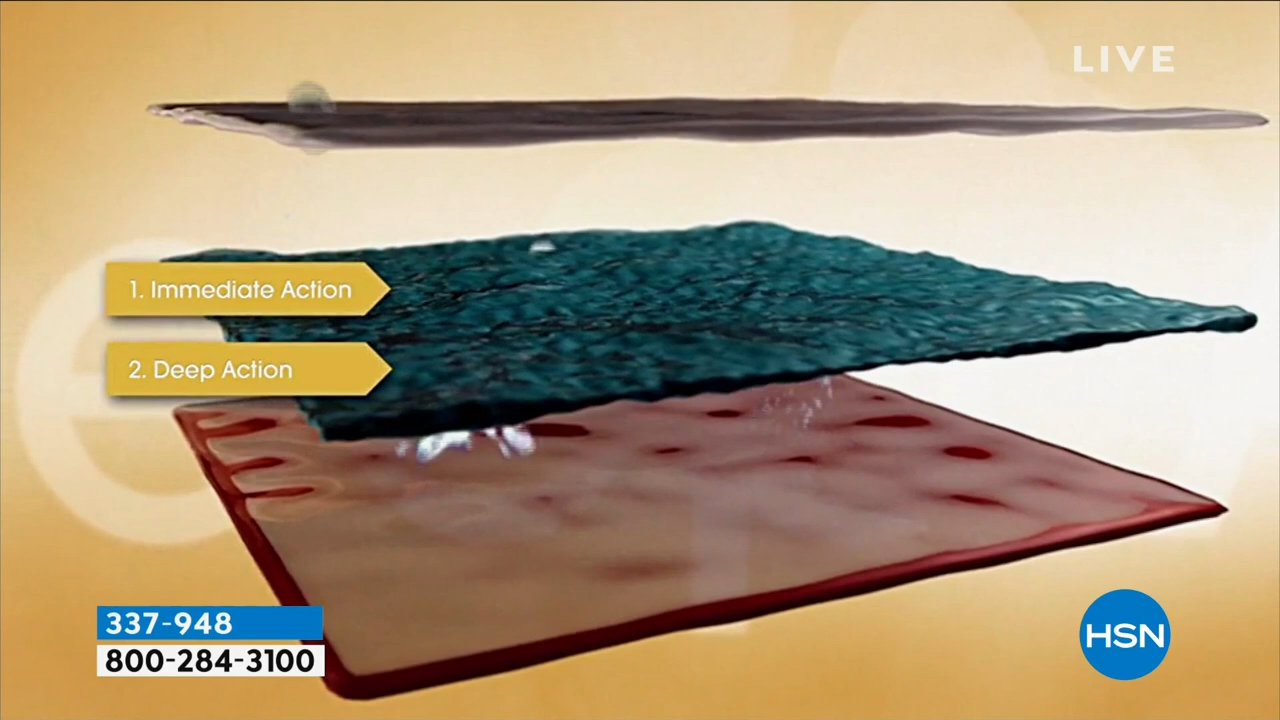 LIVE
1. Immediate Action
2. Deep Action
337-948
800-284-3100
HSN